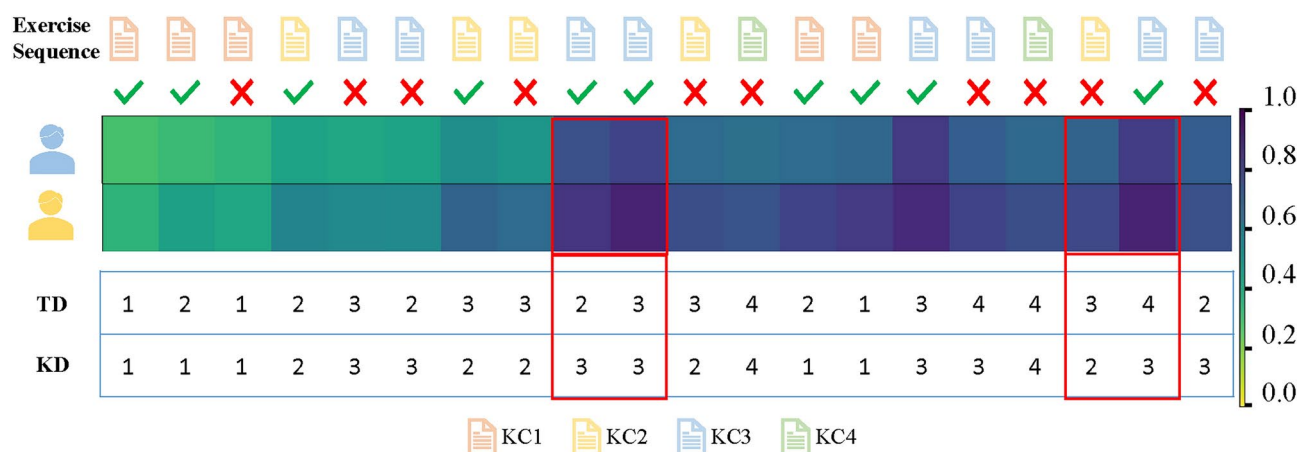 Exercise
Sequence
1.0
0.8
0.6
0.4
0.2
0.0
TD 1 2 1 2 3 2 3 3 2 3 3 4 2 1 3 4 4 3 4 2
KD 1 1 1 2 3 3 2 2 3 3 2 4 1 1 3 3 4 2 3 3
KC1 KC2 KC3 KC4